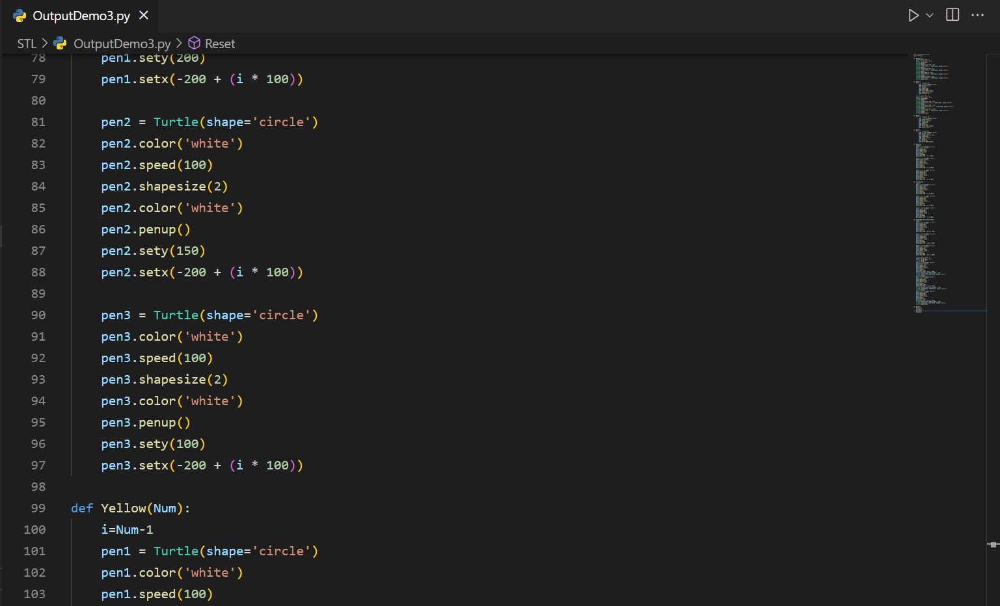 OutputDemo3.py
STL > OutputDemo3.py > Reset
78 pen1.sety(200)
79 pen1.setx(-200 + (i * 100))
80
81 pen2 = Turtle(shape='circle')
82 pen2.color('white')
83 pen2.speed(100)
84 pen2.shapesize(2)
85 pen2.color('white')
86 pen2.penup()
87 pen2.sety(150)
88 pen2.setx(-200 + (i * 100))
89
90 pen3 = Turtle(shape='circle')
91 pen3.color('white')
92 pen3.speed(100)
93 pen3.shapesize(2)
94 pen3.color('white')
95 pen3.penup()
96 pen3.sety(100)
97 pen3.setx(-200 + (i * 100))
98
99 def Yellow(Num):
100 i=Num-1
101 pen1 = Turtle(shape='circle')
102 pen1.color('white')
103 pen1.speed(100)